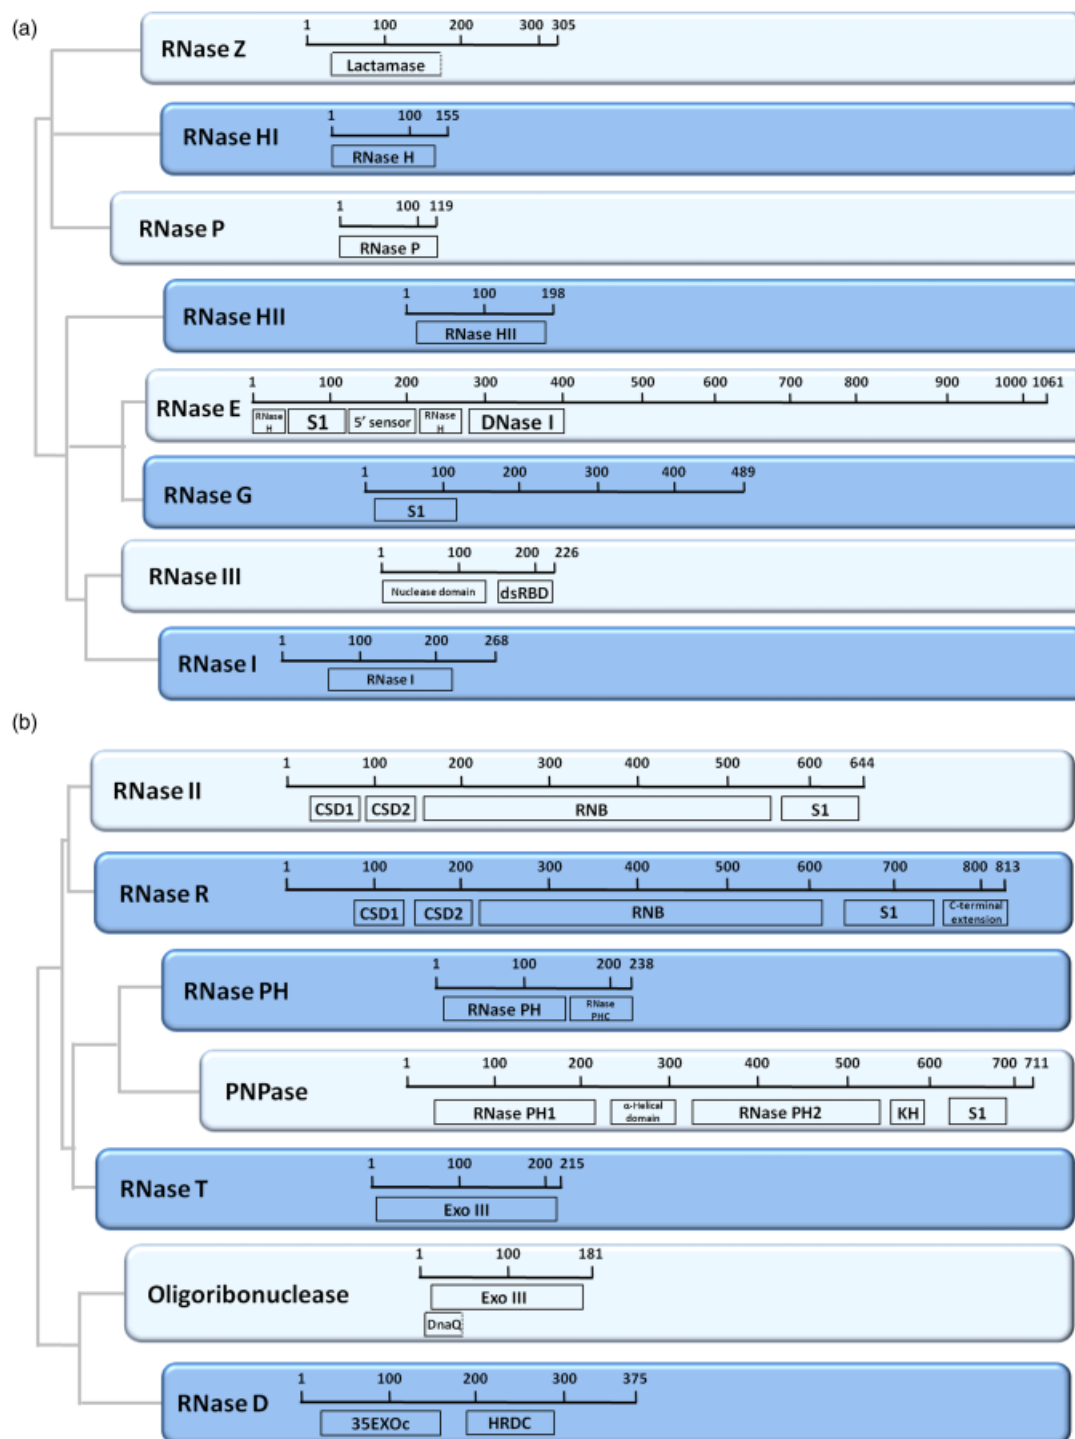 (a)
RNase Z
1 100 200 300 305
Lactamase
RNase HI
1 100 155
RNase H
RNase P
1 100 119
RNase P
RNase HII
1 100 198
RNase HII
RNase E
1 100 200 300 400 500 600 700 800 900 1000 1061
RNase H
S1
5' sensor
RNase H
DNase I
RNase G
1 100 200 300 400 489
S1
RNase III
1 100 200 226
Nuclease domain
dsRBD
RNase I
1 100 200 268
RNase I
(b)
RNase II
1 100 200 300 400 500 600 644
CSD1 CSD2 RNB S1
RNase R
1 100 200 300 400 500 600 700 800 813
CSD1 CSD2 RNB S1
C-terminal
extension
RNase PH
1 100 200 238
RNase PH
RNase
PHC
PNPase
1 100 200 300 400 500 600 700 711
RNase PH1
α-Helical
domain
RNase PH2 KH S1
RNase T
1 100 200 215
Exo III
Oligoribonuclease
1 100 181
Exo III
DnaQ
RNase D
1 100 200 300 375
35EXOc HRDC